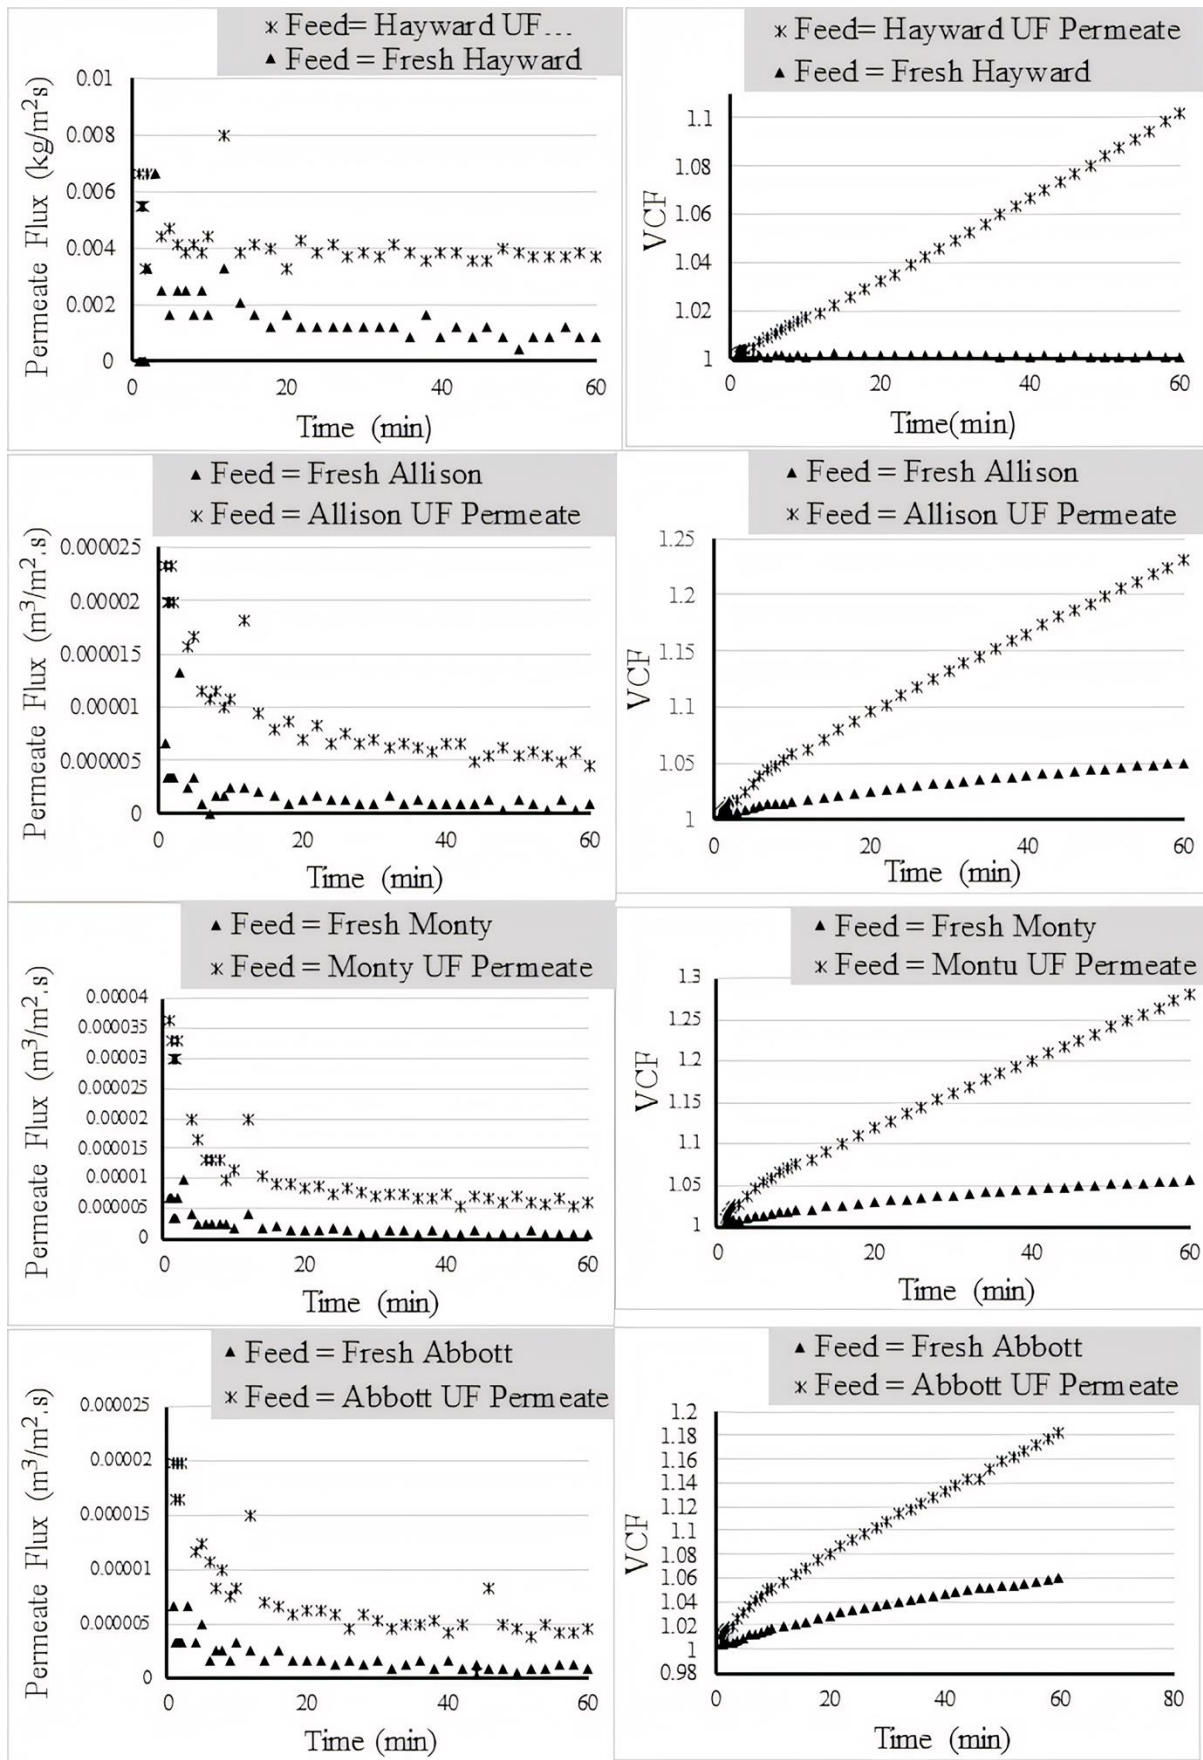 Feed= Hayward UF...
Feed = Fresh Hayward
Permeate Flux (kg/m²s)
0.01
0.008
0.006
0.004
0.002
0
0 20 40 60
Time (min)
Feed= Hayward UF Permeate
Feed = Fresh Hayward
VCF
1.1
1.08
1.06
1.04
1.02
1
0 20 40 60
Time(min)
Feed = Fresh Allison
Feed = Allison UF Permeate
Permeate Flux (m³/m².s)
0.000025
0.00002
0.000015
0.00001
0.000005
0
0 20 40 60
Time (min)
Feed = Fresh Allison
Feed = Allison UF Permeate
VCF
1.25
1.2
1.15
1.1
1.05
1
0 20 40 60
Time (min)
Feed = Fresh Monty
Feed = Monty UF Permeate
Permeate Flux (m³/m².s)
0.00004
0.000035
0.00003
0.000025
0.00002
0.000015
0.00001
0.000005
0
0 20 40 60
Time (min)
Feed = Fresh Monty
Feed = Montu UF Permeate
VCF
1.3
1.25
1.2
1.15
1.1
1.05
1
0 20 40 60
Time (min)
Feed = Fresh Abbott
Feed = Abbott UF Permeate
Permeate Flux (m³/m².s)
0.000025
0.00002
0.000015
0.00001
0.000005
0
0 20 40 60
Time (min)
Feed = Fresh Abbott
Feed = Abbott UF Permeate
VCF
1.2
1.18
1.16
1.14
1.12
1.1
1.08
1.06
1.04
1.02
1
0.98
0 20 40 60 80
Time (min)